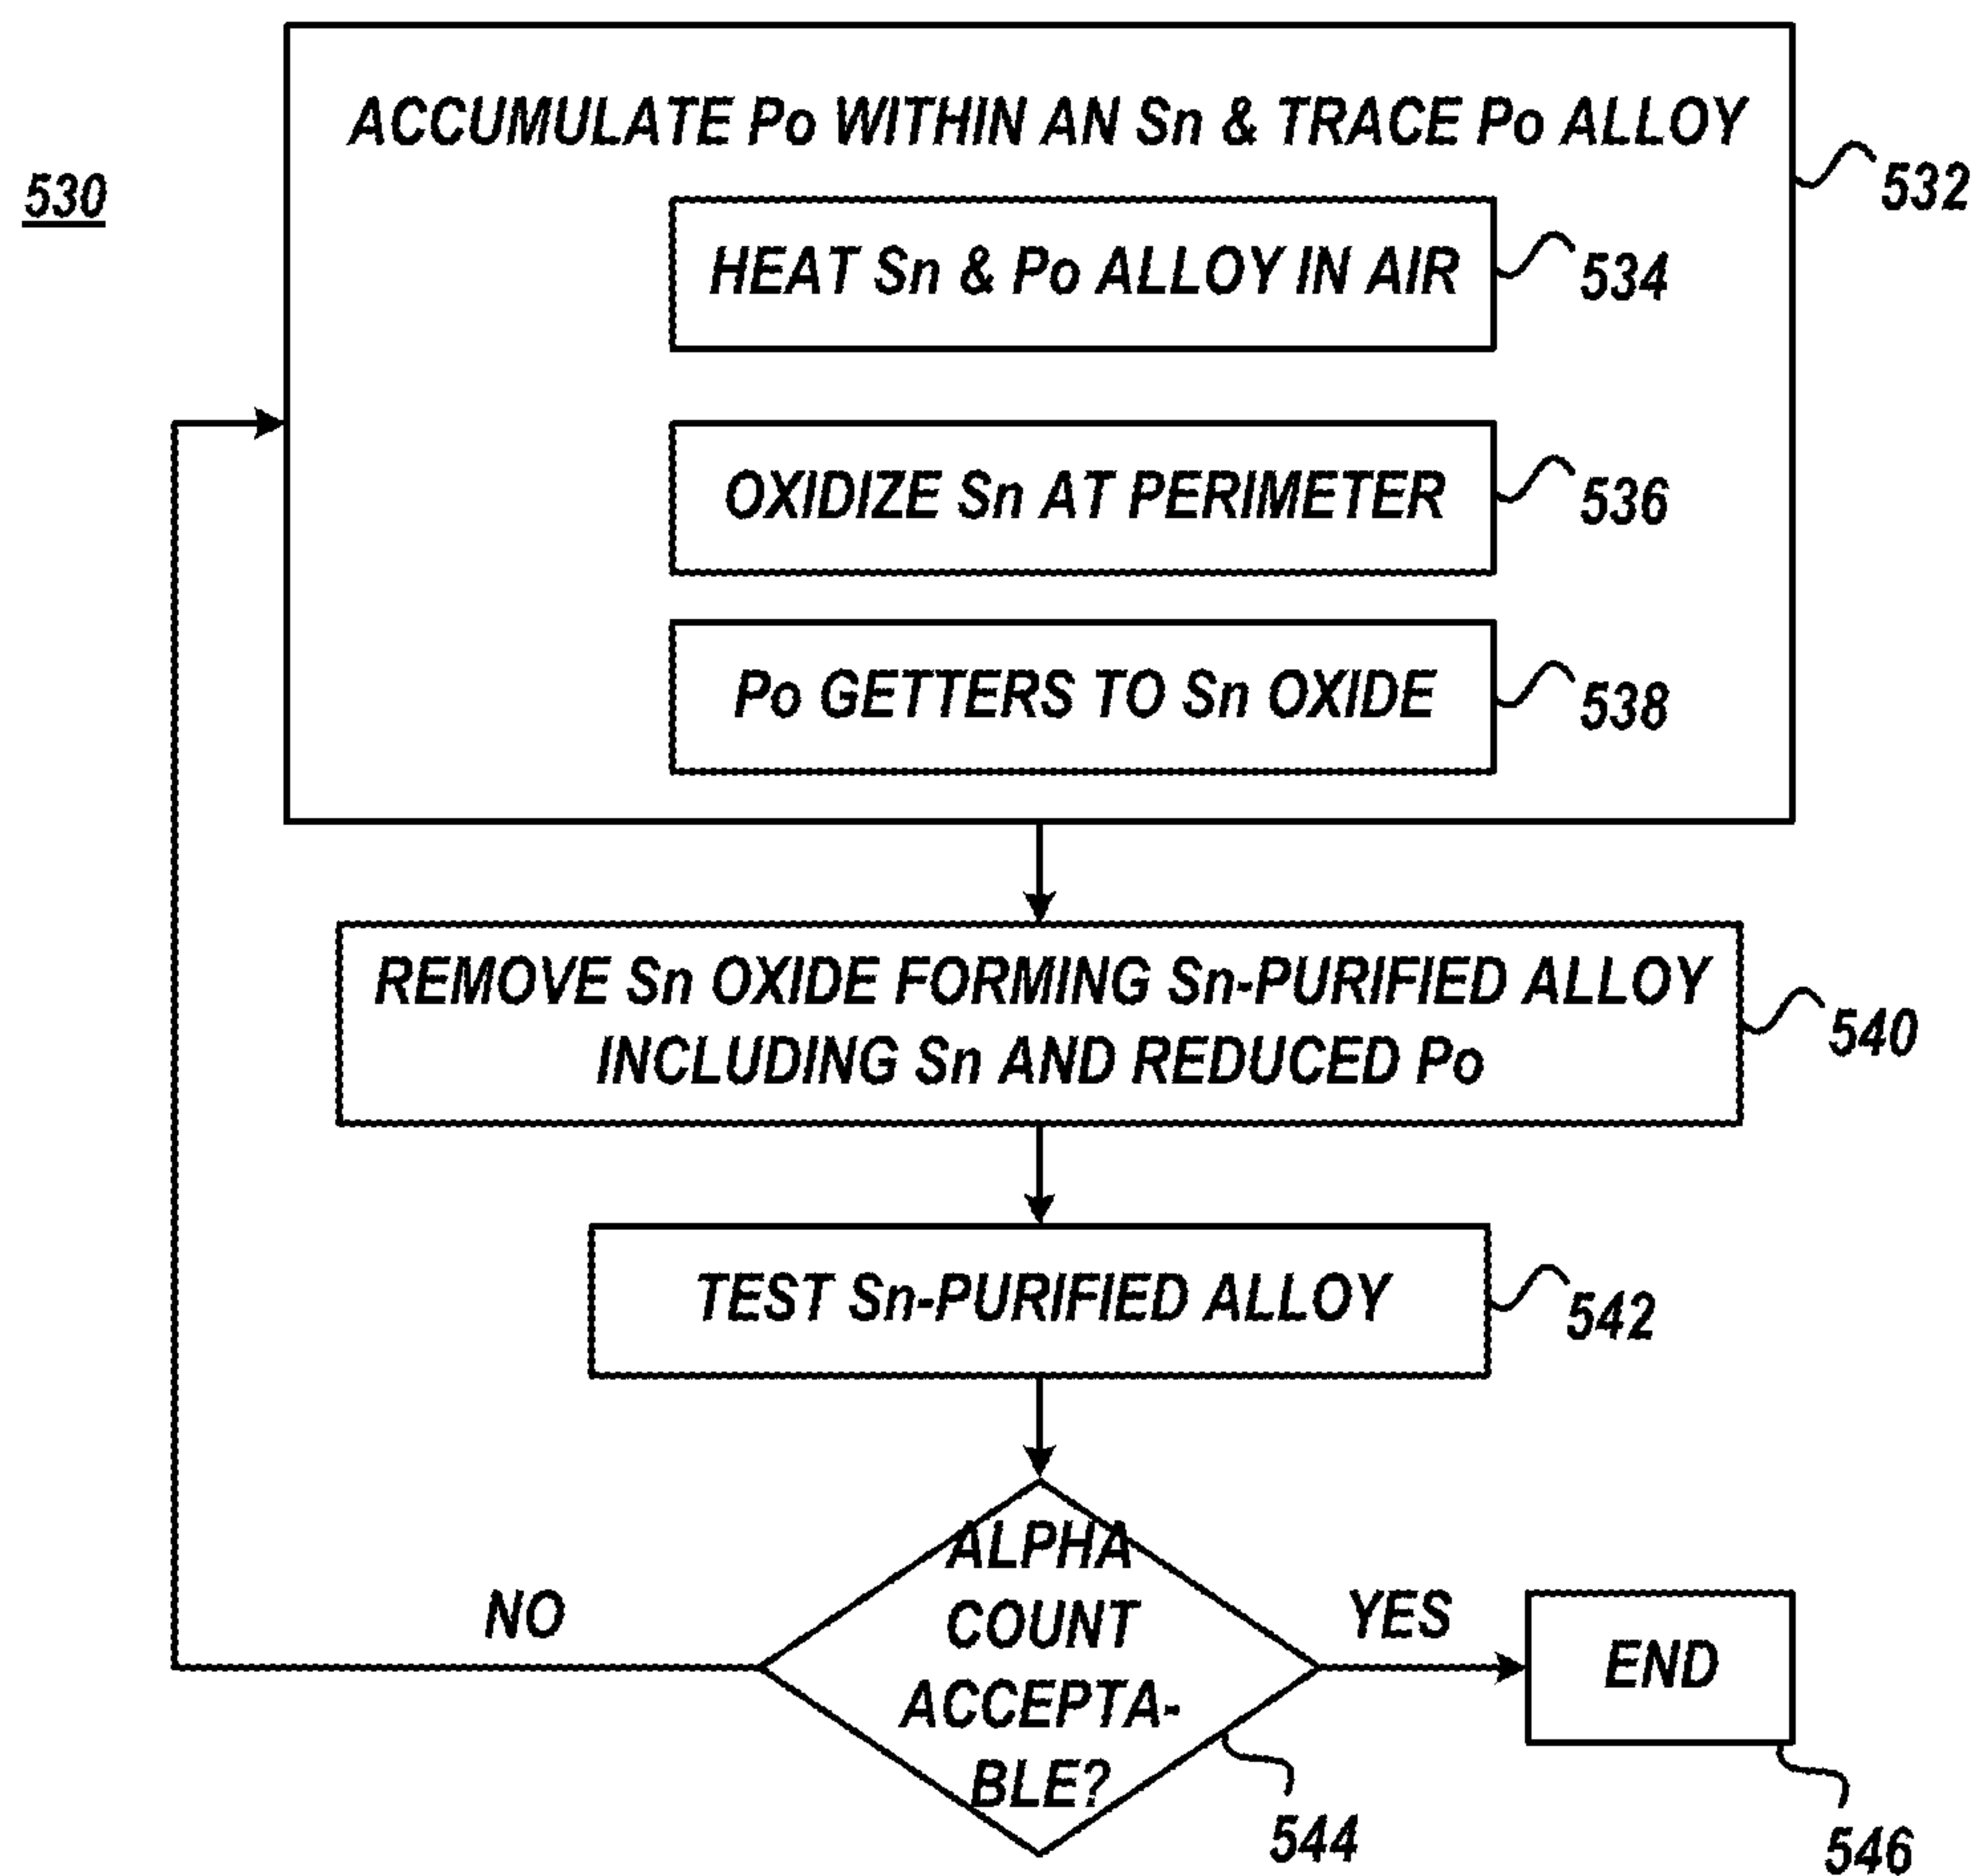 530
ACCUMULATE Po WITHIN AN Sn & TRACE Po ALLOY
532
HEAT Sn & Po ALLOY IN AIR
534
OXIDIZE Sn AT PERIMETER
536
Po GETTERS TO Sn OXIDE
538
REMOVE Sn OXIDE FORMING Sn-PURIFIED ALLOY
INCLUDING Sn AND REDUCED Po
540
TEST Sn-PURIFIED ALLOY
542
ALPHA
COUNT
ACCEPTA-
BLE?
544
NO
YES
END
546